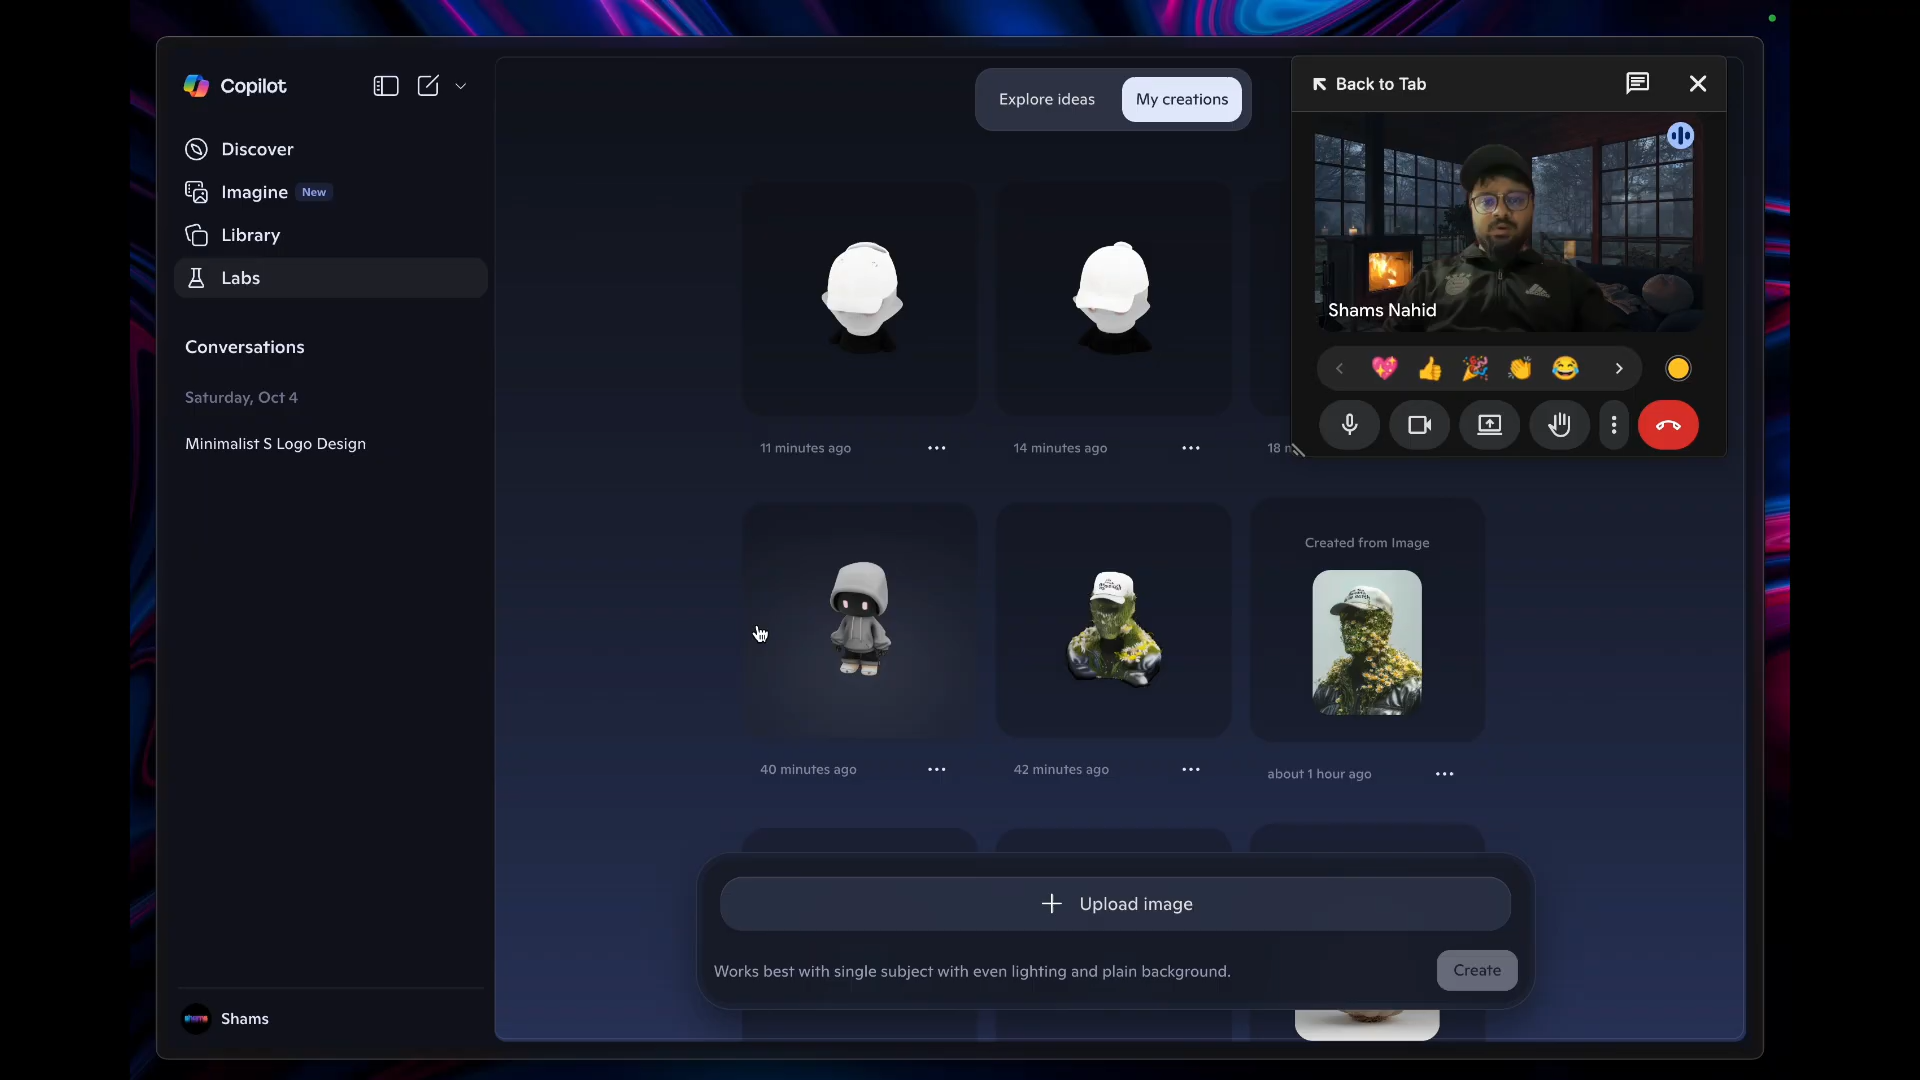 Copilot
Discover
Imagine New
Library
Labs
Conversations
Saturday, Oct 4
Minimalist S Logo Design
Shams
Explore ideas
My creations
Back to Tab
Shams Nahid
11 minutes ago
14 minutes ago
18 m
Created from Image
40 minutes ago
42 minutes ago
about 1 hour ago
Upload image
Works best with single subject with even lighting and plain background.
Create